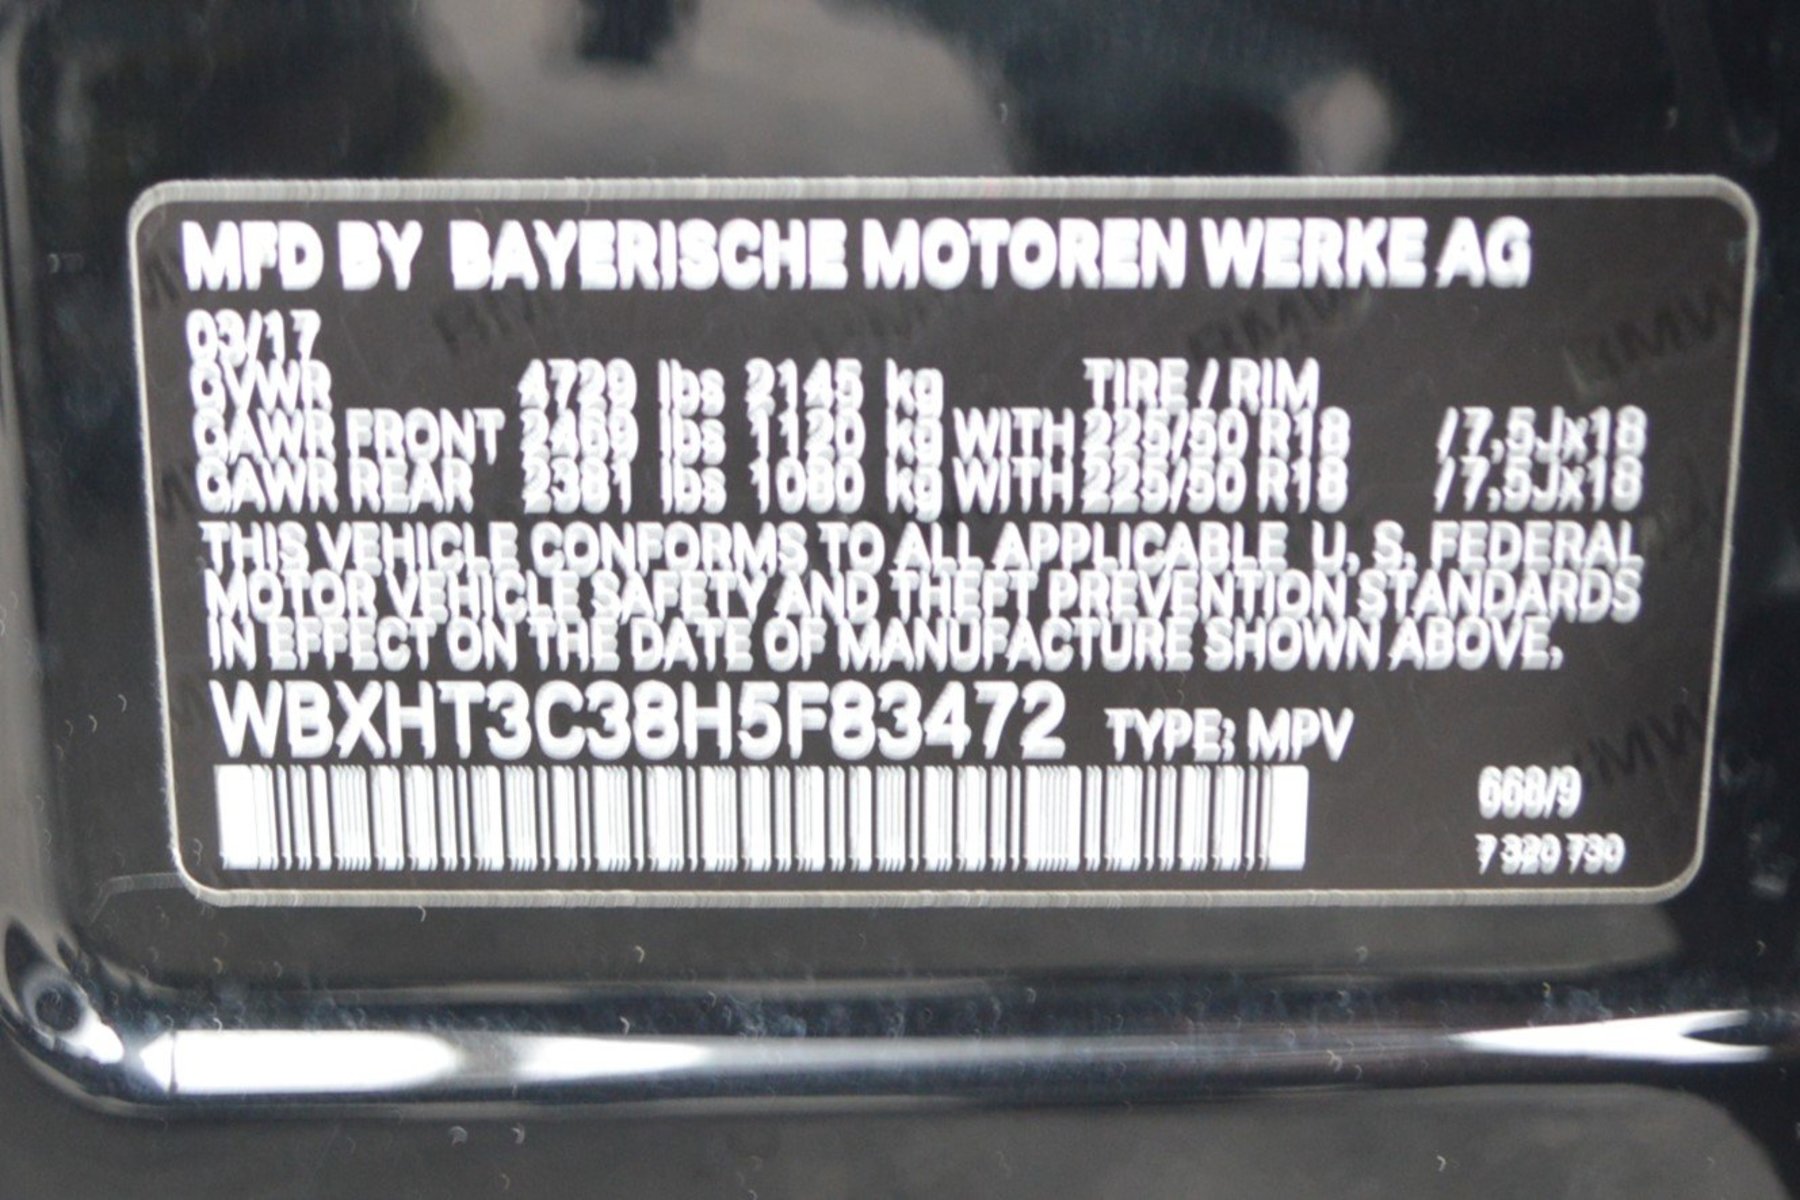 MFD BY BAYERISCHE MOTOREN WERKE AG
03/17
GVWR 4729 lbs 2145 kg TIRE / RIM
GAWR FRONT 2469 lbs 1120 kg WITH 225/50 R18 /7,5Jx18
GAWR REAR 2381 lbs 1080 kg WITH 225/50 R18 /7,5Jx18
THIS VEHICLE CONFORMS TO ALL APPLICABLE U. S. FEDERAL
MOTOR VEHICLE SAFETY AND THEFT PREVENTION STANDARDS
IN EFFECT ON THE DATE OF MANUFACTURE SHOWN ABOVE.
WBXHT3C38H5F83472 TYPE: MPV
668/9
7 320 730